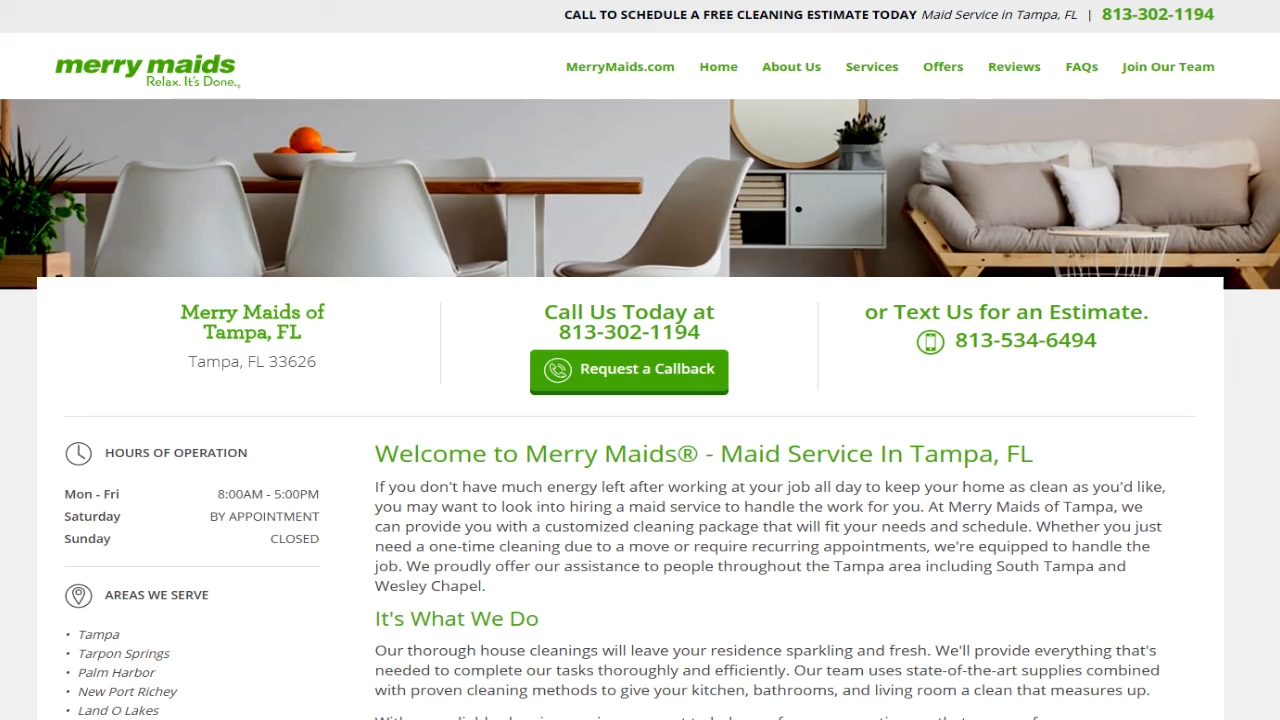 CALL TO SCHEDULE A FREE CLEANING ESTIMATE TODAY Maid Service in Tampa, FL | 813-302-1194
merry maids
Relax. It's Done.®
MerryMaids.com Home About Us Services Offers Reviews FAQs Join Our Team
Merry Maids of
Tampa, FL
Tampa, FL 33626
Call Us Today at
813-302-1194
Request a Callback
or Text Us for an Estimate.
813-534-6494
HOURS OF OPERATION
Mon - Fri 8:00AM - 5:00PM
Saturday BY APPOINTMENT
Sunday CLOSED
AREAS WE SERVE
• Tampa
• Tarpon Springs
• Palm Harbor
• New Port Richey
• Land O Lakes
Welcome to Merry Maids® - Maid Service In Tampa, FL
If you don't have much energy left after working at your job all day to keep your home as clean as you'd like,
you may want to look into hiring a maid service to handle the work for you. At Merry Maids of Tampa, we
can provide you with a customized cleaning package that will fit your needs and schedule. Whether you just
need a one-time cleaning due to a move or require recurring appointments, we're equipped to handle the
job. We proudly offer our assistance to people throughout the Tampa area including South Tampa and
Wesley Chapel.
It's What We Do
Our thorough house cleanings will leave your residence sparkling and fresh. We'll provide everything that's
needed to complete our tasks thoroughly and efficiently. Our team uses state-of-the-art supplies combined
with proven cleaning methods to give your kitchen, bathrooms, and living room a clean that measures up.